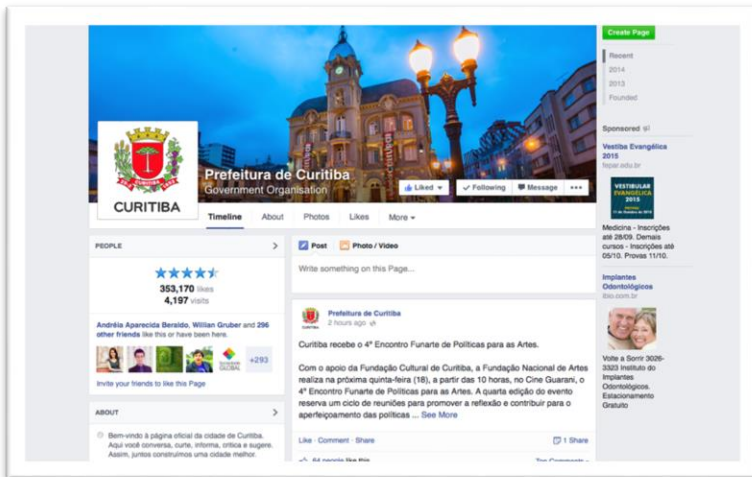 Create Page
Recent
2014
2013
Founded
CURITIBA
Prefeitura de Curitiba
Government Organisation
Liked
Following
Message
Timeline
About
Photos
Likes
More
PEOPLE
353,170 likes
4,197 visits
Andréia Aparecida Beraldo, Willian Gruber and 296
other friends like this or have been here.
+293
Invite your friends to like this Page
ABOUT
Bem-vindo à página oficial da cidade de Curitiba.
Aqui você conversa, curte, informa, critica e sugere.
Assim, juntos construímos uma cidade melhor.
Post
Photo / Video
Write something on this Page...
Prefeitura de Curitiba
2 hours ago
Curitiba recebe o 4º Encontro Funarte de Políticas para as Artes.
Com o apoio da Fundação Cultural de Curitiba, a Fundação Nacional de Artes
realiza na próxima quinta-feira (18), a partir das 10 horas, no Cine Guarani, o
4º Encontro Funarte de Políticas para as Artes. A quarta edição do evento
reserva um ciclo de reuniões para promover a reflexão e contribuir para o
aperfeiçoamento das políticas ... See More
Like · Comment · Share
1 Share
64 people like this
Top Comments
Sponsored
Vestiba Evangélica
2015
fepar.edu.br
VESTIBULAR
EVANGÉLICA
2015
Medicina - Inscrições
até 28/09. Demais
cursos - Inscrições até
05/10. Provas 11/10.
Implantes
Odontológicos
Volte a Sorrir 3026-
3323 Instituto do
Implantes
Odontológicos.
Estacionamento
Gratuito